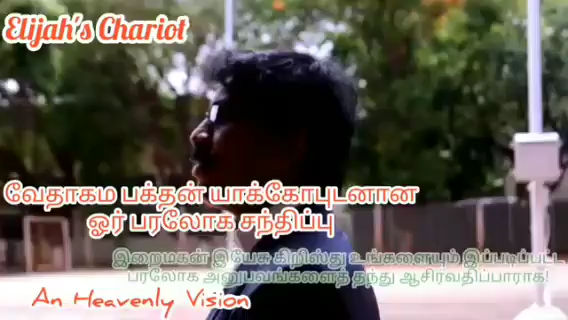 Elijah's Chariot
வேதாகம பக்தன் யாக்கோபுடனான
ஓர் பரலோக சந்திப்பு
இறைமகன் இயேசு கிறிஸ்து உங்களையும் இப்படிப்பட்ட
பரலோக அனுபவங்களைத் தந்து ஆசிர்வதிப்பாராக!
An Heavenly Vision